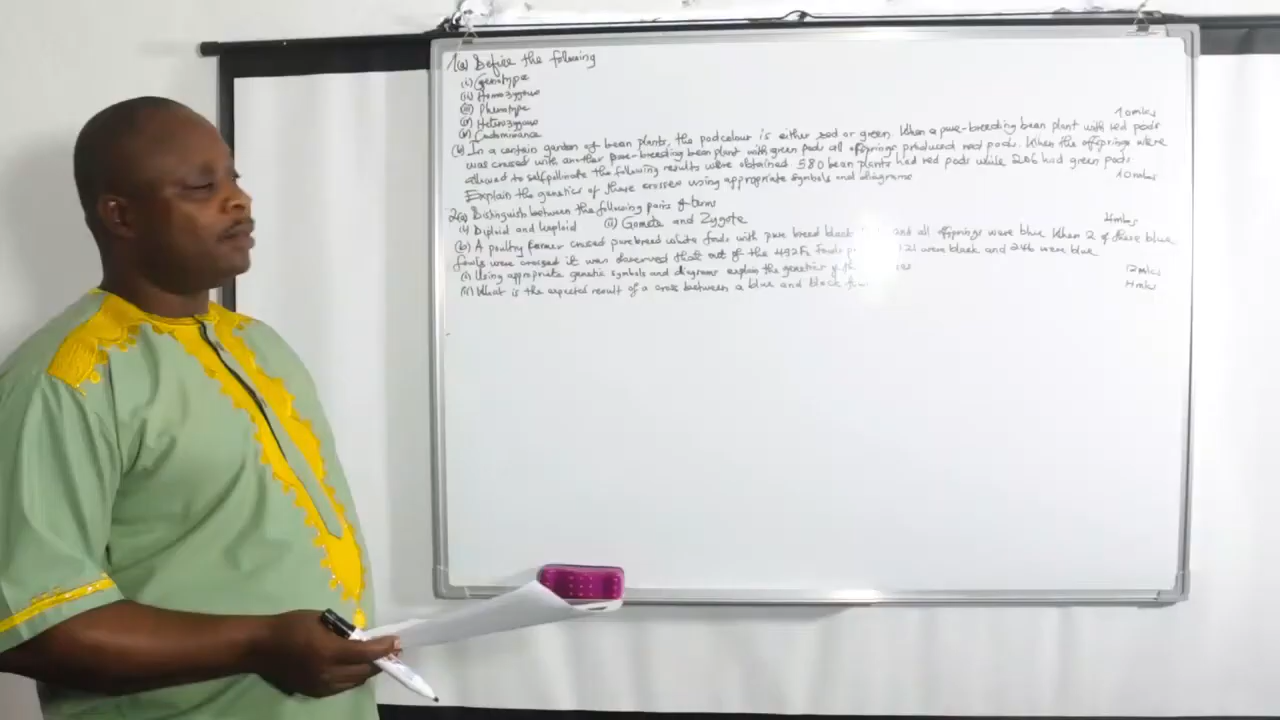 1(a) Define the following
(i) Genotype
(ii) Homozygous
(iii) Phenotype
(iv) Heterozygous
(v) Codominance 10mks
(b) In a certain garden of bean plants, the pod colour is either red or green. When a pure-breeding bean plant with red pods
was crossed with another pure-breeding bean plant with green pods all offsprings produced red pods. When the offsprings were
allowed to selfpollinate the following results were obtained 580 bean plants had red pods while 206 had green pods
Explain the genetics of these crosses using appropriate symbols and diagrams 10mks
2(a) Distinguish between the following pairs of terms
(i) Diploid and haploid (ii) Gamete and Zygote 4mks
(b) A poultry farmer crossed purebreed white fowls with pure breed black and all offsprings were blue. When 2 of these blue
fowls were crossed it was observed that out of the 492 F2 fowls 121 were black and 246 were blue
(i) Using appropriate genetic symbols and diagrams explain the genetics of 12mks
(ii) What is the expected result of a cross between a blue and black 4mks